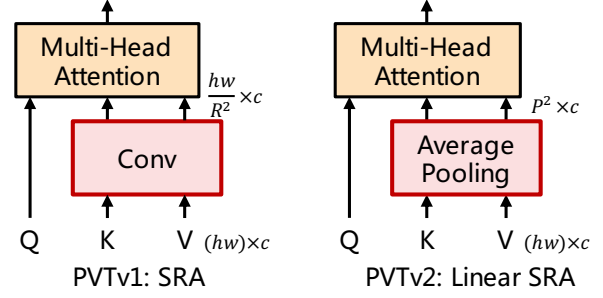 Multi-Head
Attention
hw/R² ×c
Conv
Q K V (hw)×c
PVTv1: SRA
Multi-Head
Attention
P² ×c
Average
Pooling
Q K V (hw)×c
PVTv2: Linear SRA